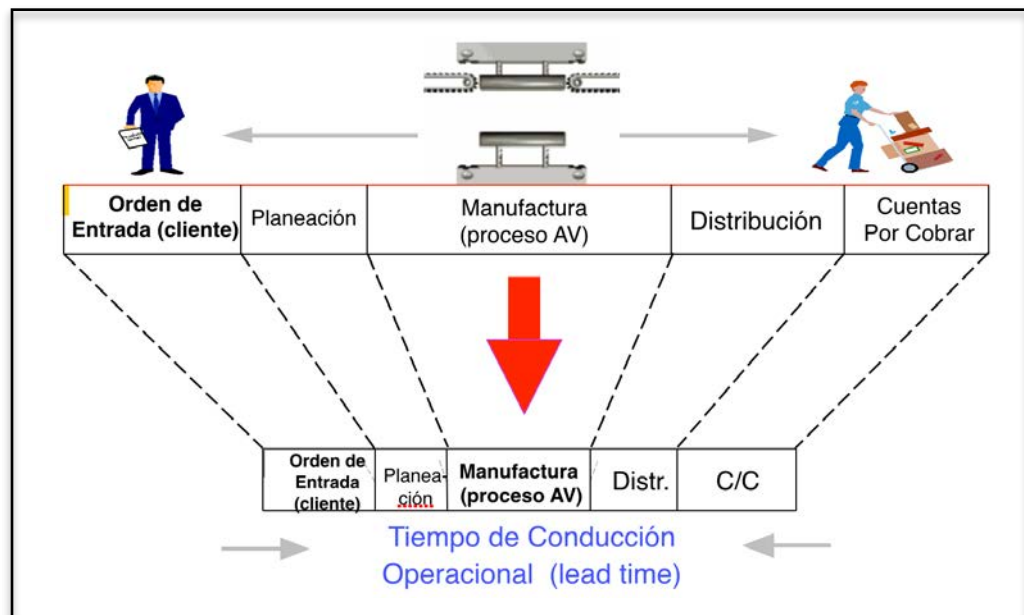 Orden de
Entrada (cliente)
Planeación
Manufactura
(proceso AV)
Distribución
Cuentas
Por Cobrar
Orden de
Entrada
(cliente)
Planea-
ción
Manufactura
(proceso AV)
Distr.
C/C
Tiempo de Conducción
Operacional (lead time)